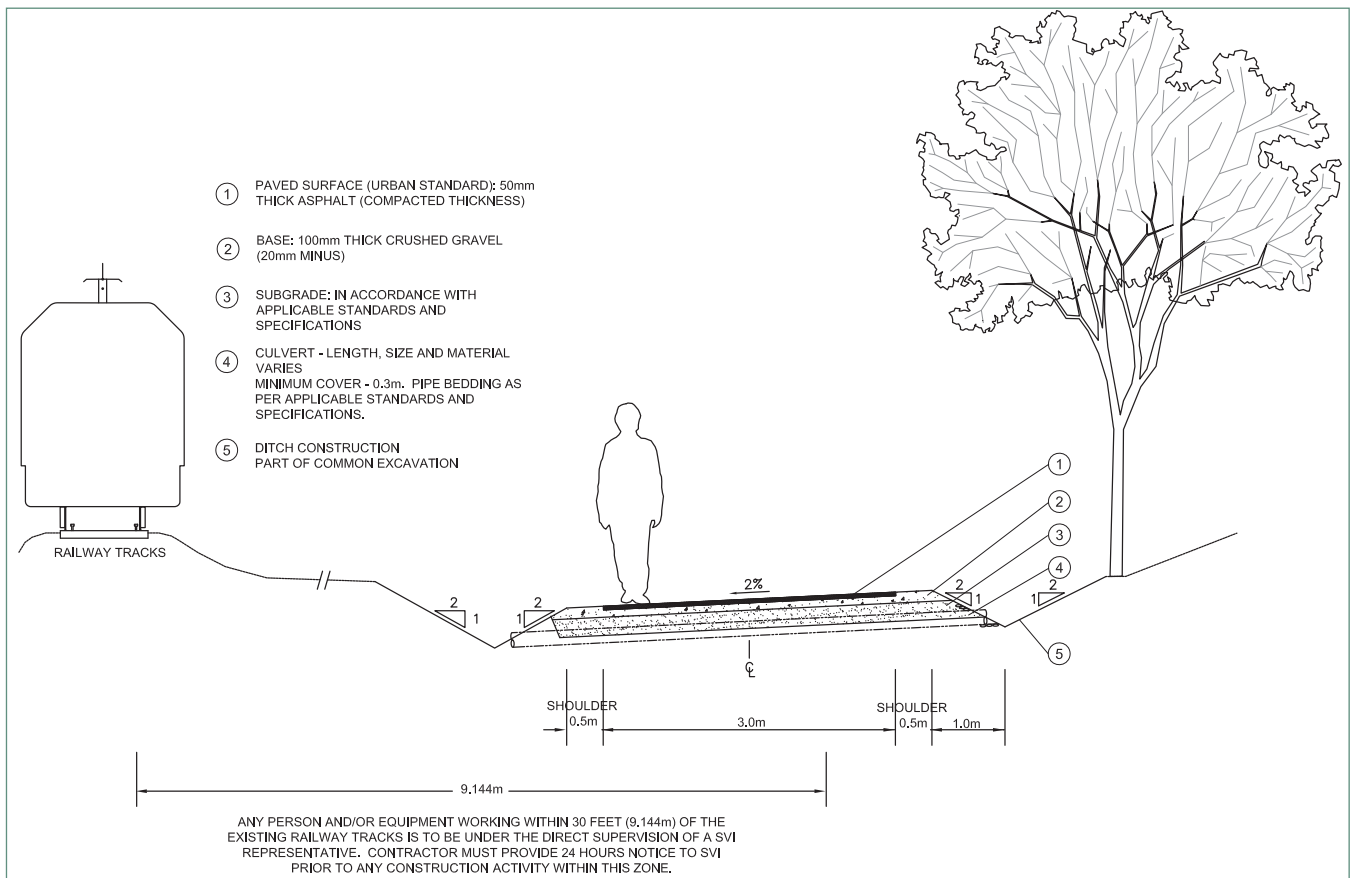 1 PAVED SURFACE (URBAN STANDARD): 50mm
THICK ASPHALT (COMPACTED THICKNESS)
2 BASE: 100mm THICK CRUSHED GRAVEL
(20mm MINUS)
3 SUBGRADE: IN ACCORDANCE WITH
APPLICABLE STANDARDS AND
SPECIFICATIONS
4 CULVERT - LENGTH, SIZE AND MATERIAL
VARIES
MINIMUM COVER - 0.3m. PIPE BEDDING AS
PER APPLICABLE STANDARDS AND
SPECIFICATIONS.
5 DITCH CONSTRUCTION
PART OF COMMON EXCAVATION
RAILWAY TRACKS
1
2
3
4
5
2%
2
1
2
1
2
1
2
1
℄
SHOULDER
0.5m
3.0m
SHOULDER
0.5m
1.0m
9.144m
ANY PERSON AND/OR EQUIPMENT WORKING WITHIN 30 FEET (9.144m) OF THE
EXISTING RAILWAY TRACKS IS TO BE UNDER THE DIRECT SUPERVISION OF A SVI
REPRESENTATIVE. CONTRACTOR MUST PROVIDE 24 HOURS NOTICE TO SVI
PRIOR TO ANY CONSTRUCTION ACTIVITY WITHIN THIS ZONE.